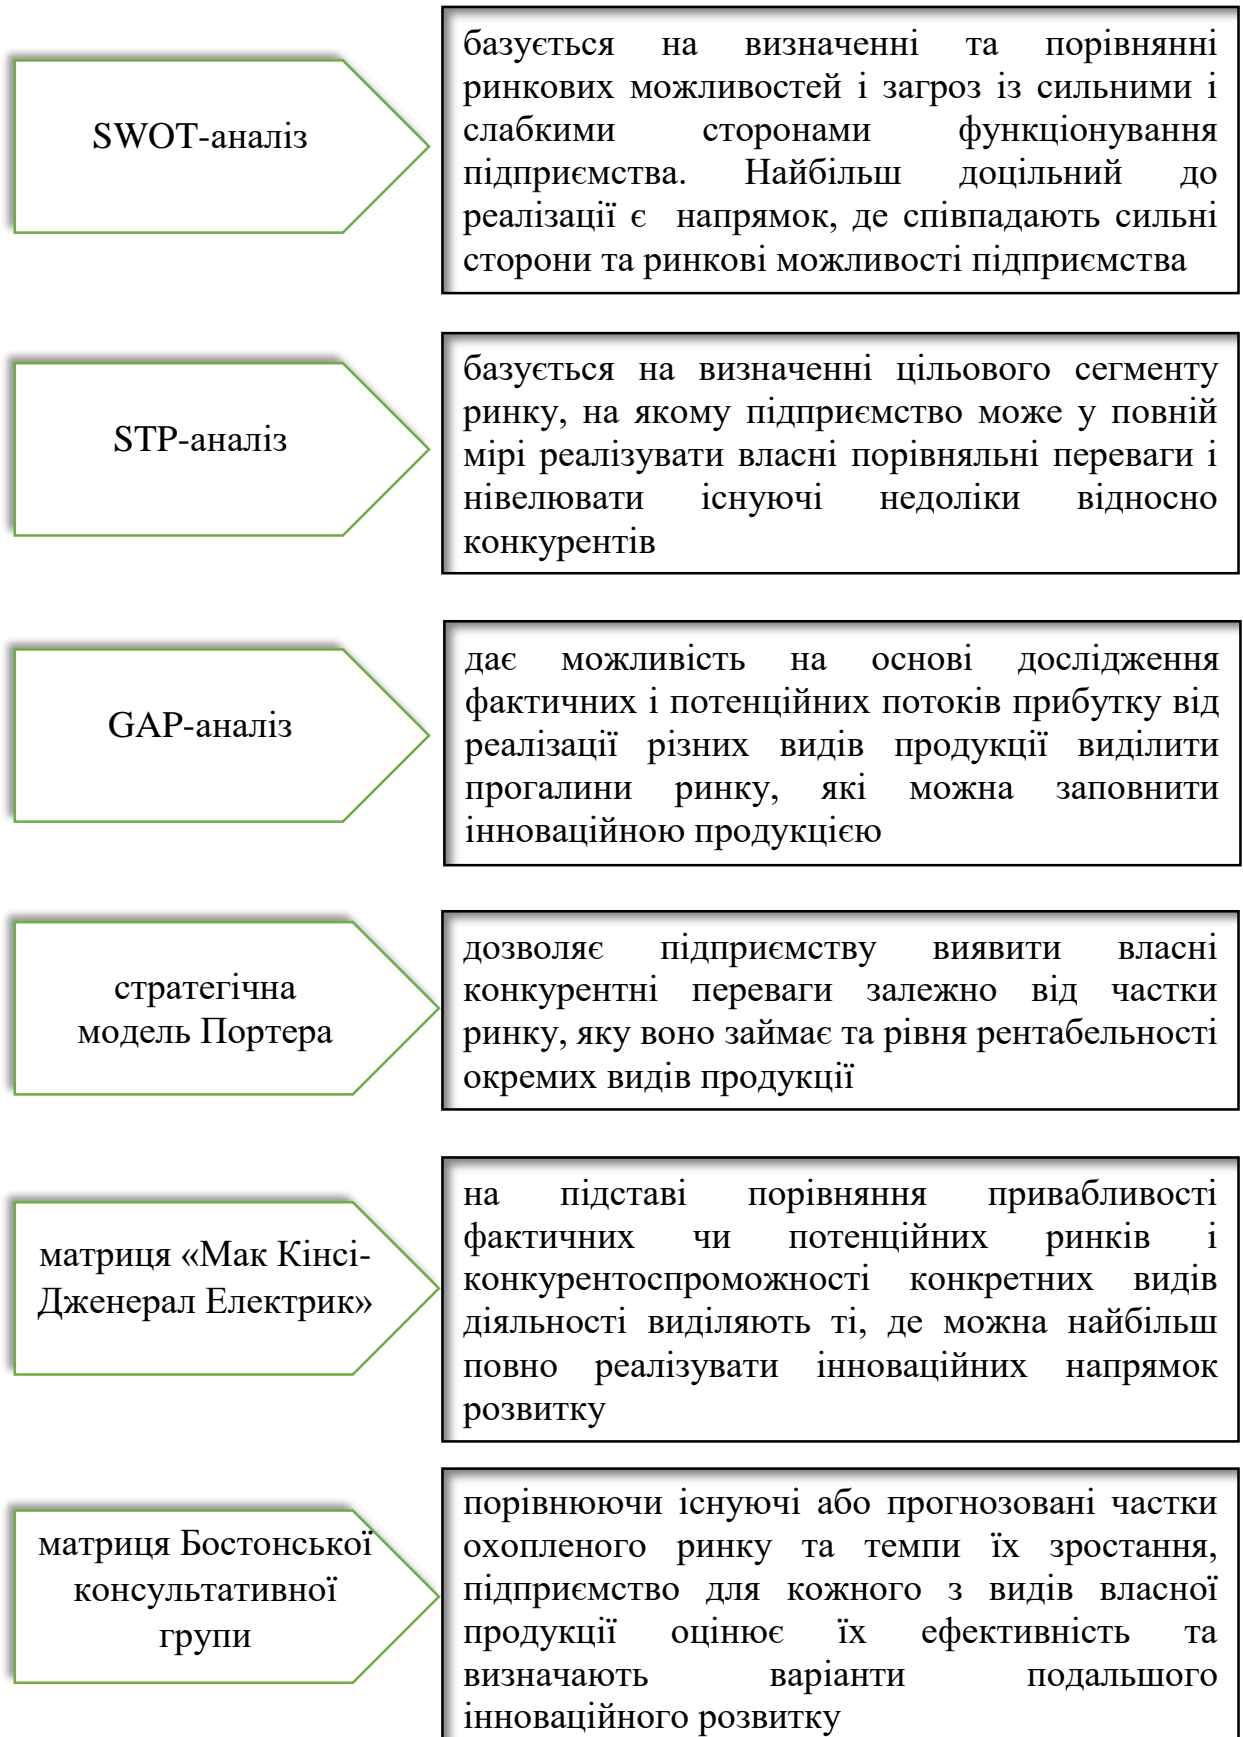 SWOT-аналіз
базується на визначенні та порівнянні
ринкових можливостей і загроз із сильними і
слабкими сторонами функціонування
підприємства. Найбільш доцільний до
реалізації є напрямок, де співпадають сильні
сторони та ринкові можливості підприємства
STP-аналіз
базується на визначенні цільового сегменту
ринку, на якому підприємство може у повній
мірі реалізувати власні порівняльні переваги і
нівелювати існуючі недоліки відносно
конкурентів
GAP-аналіз
дає можливість на основі дослідження
фактичних і потенційних потоків прибутку від
реалізації різних видів продукції виділити
прогалини ринку, які можна заповнити
інноваційною продукцією
стратегічна
модель Портера
дозволяє підприємству виявити власні
конкурентні переваги залежно від частки
ринку, яку воно займає та рівня рентабельності
окремих видів продукції
матриця «Мак Кінсі-
Дженерал Електрик»
на підставі порівняння привабливості
фактичних чи потенційних ринків і
конкурентоспроможності конкретних видів
діяльності виділяють ті, де можна найбільш
повно реалізувати інноваційних напрямок
розвитку
матриця Бостонської
консультативної
групи
порівнюючи існуючі або прогнозовані частки
охопленого ринку та темпи їх зростання,
підприємство для кожного з видів власної
продукції оцінює їх ефективність та
визначають варіанти подальшого
інноваційного розвитку